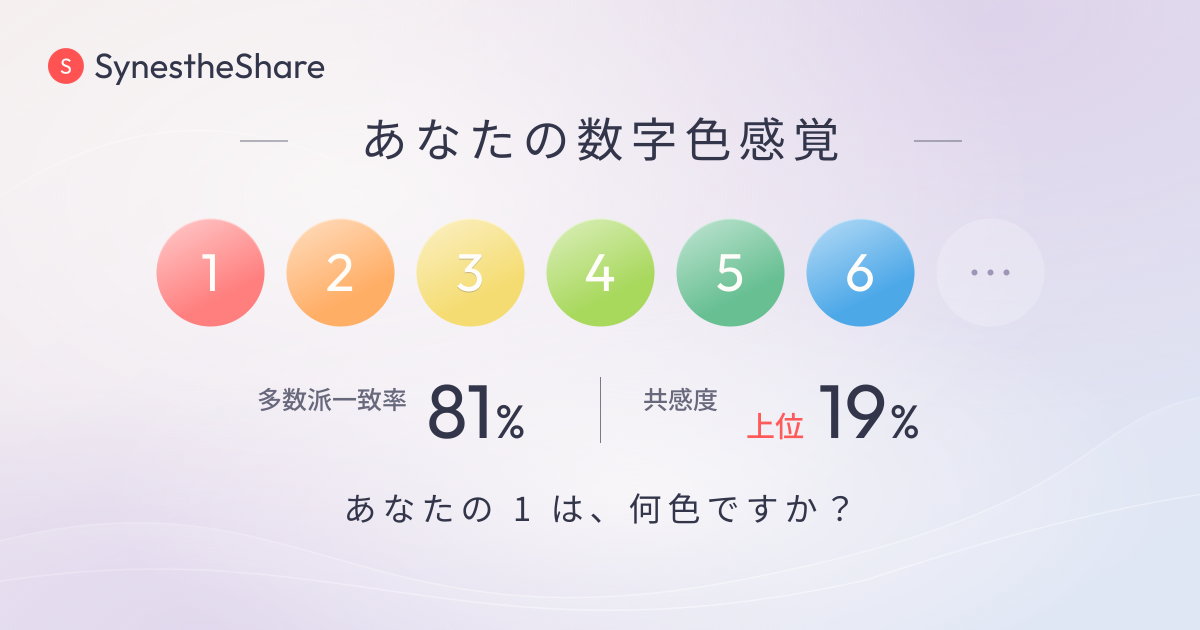 S SynestheShare
あなたの数字色感覚
1 2 3 4 5 6 ...
多数派一致率 81% 共感度 上位 19%
あなたの 1 は、何色ですか？